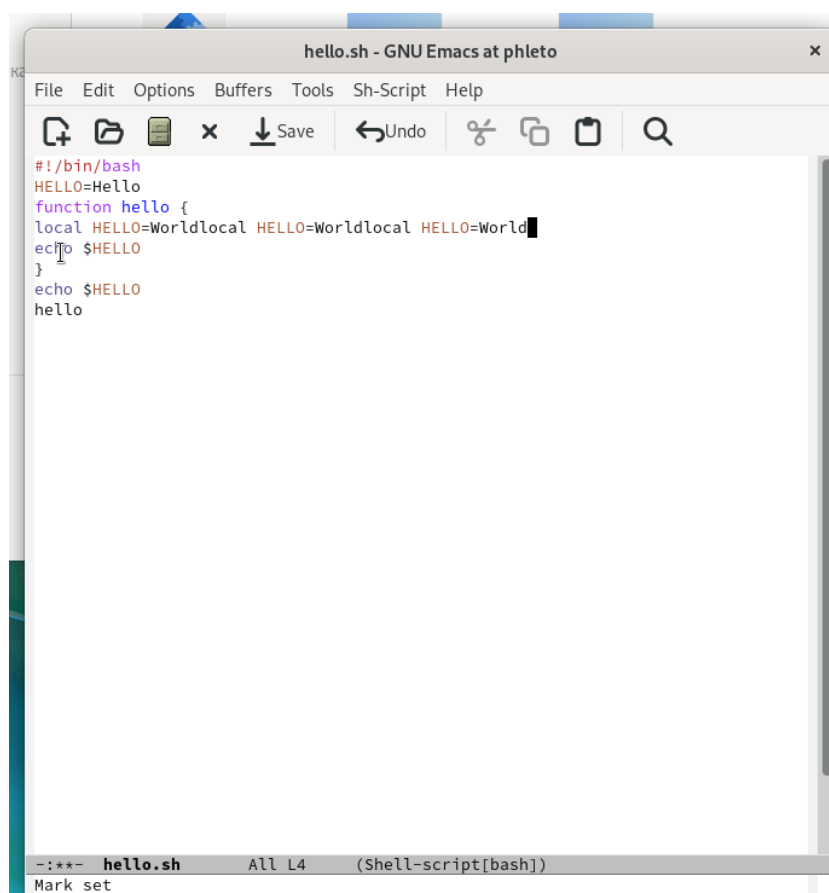 ка
hello.sh - GNU Emacs at phleto
File Edit Options Buffers Tools Sh-Script Help
Save Undo
#!/bin/bash
HELLO=Hello
function hello {
local HELLO=Worldlocal HELLO=Worldlocal HELLO=World
echo $HELLO
}
echo $HELLO
hello
-:**- hello.sh All L4 (Shell-script[bash])
Mark set